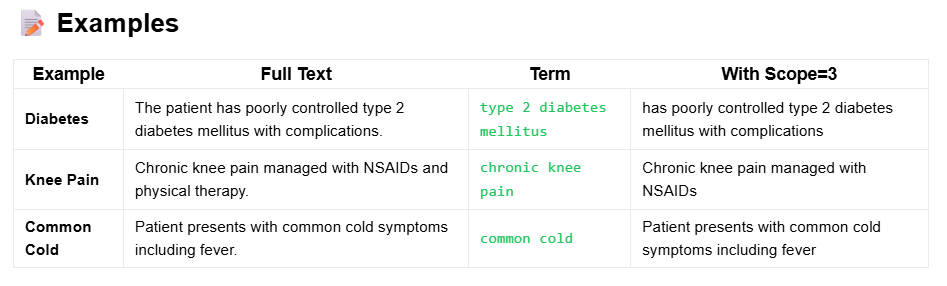 Examples
Example Full Text Term With Scope=3
Diabetes
The patient has poorly controlled type 2
diabetes mellitus with complications.
type 2 diabetes
mellitus
has poorly controlled type 2 diabetes
mellitus with complications
Knee Pain
Chronic knee pain managed with NSAIDs and
physical therapy.
chronic knee
pain
Chronic knee pain managed with
NSAIDs
Common
Cold
Patient presents with common cold symptoms
including fever.
common cold
Patient presents with common cold
symptoms including fever